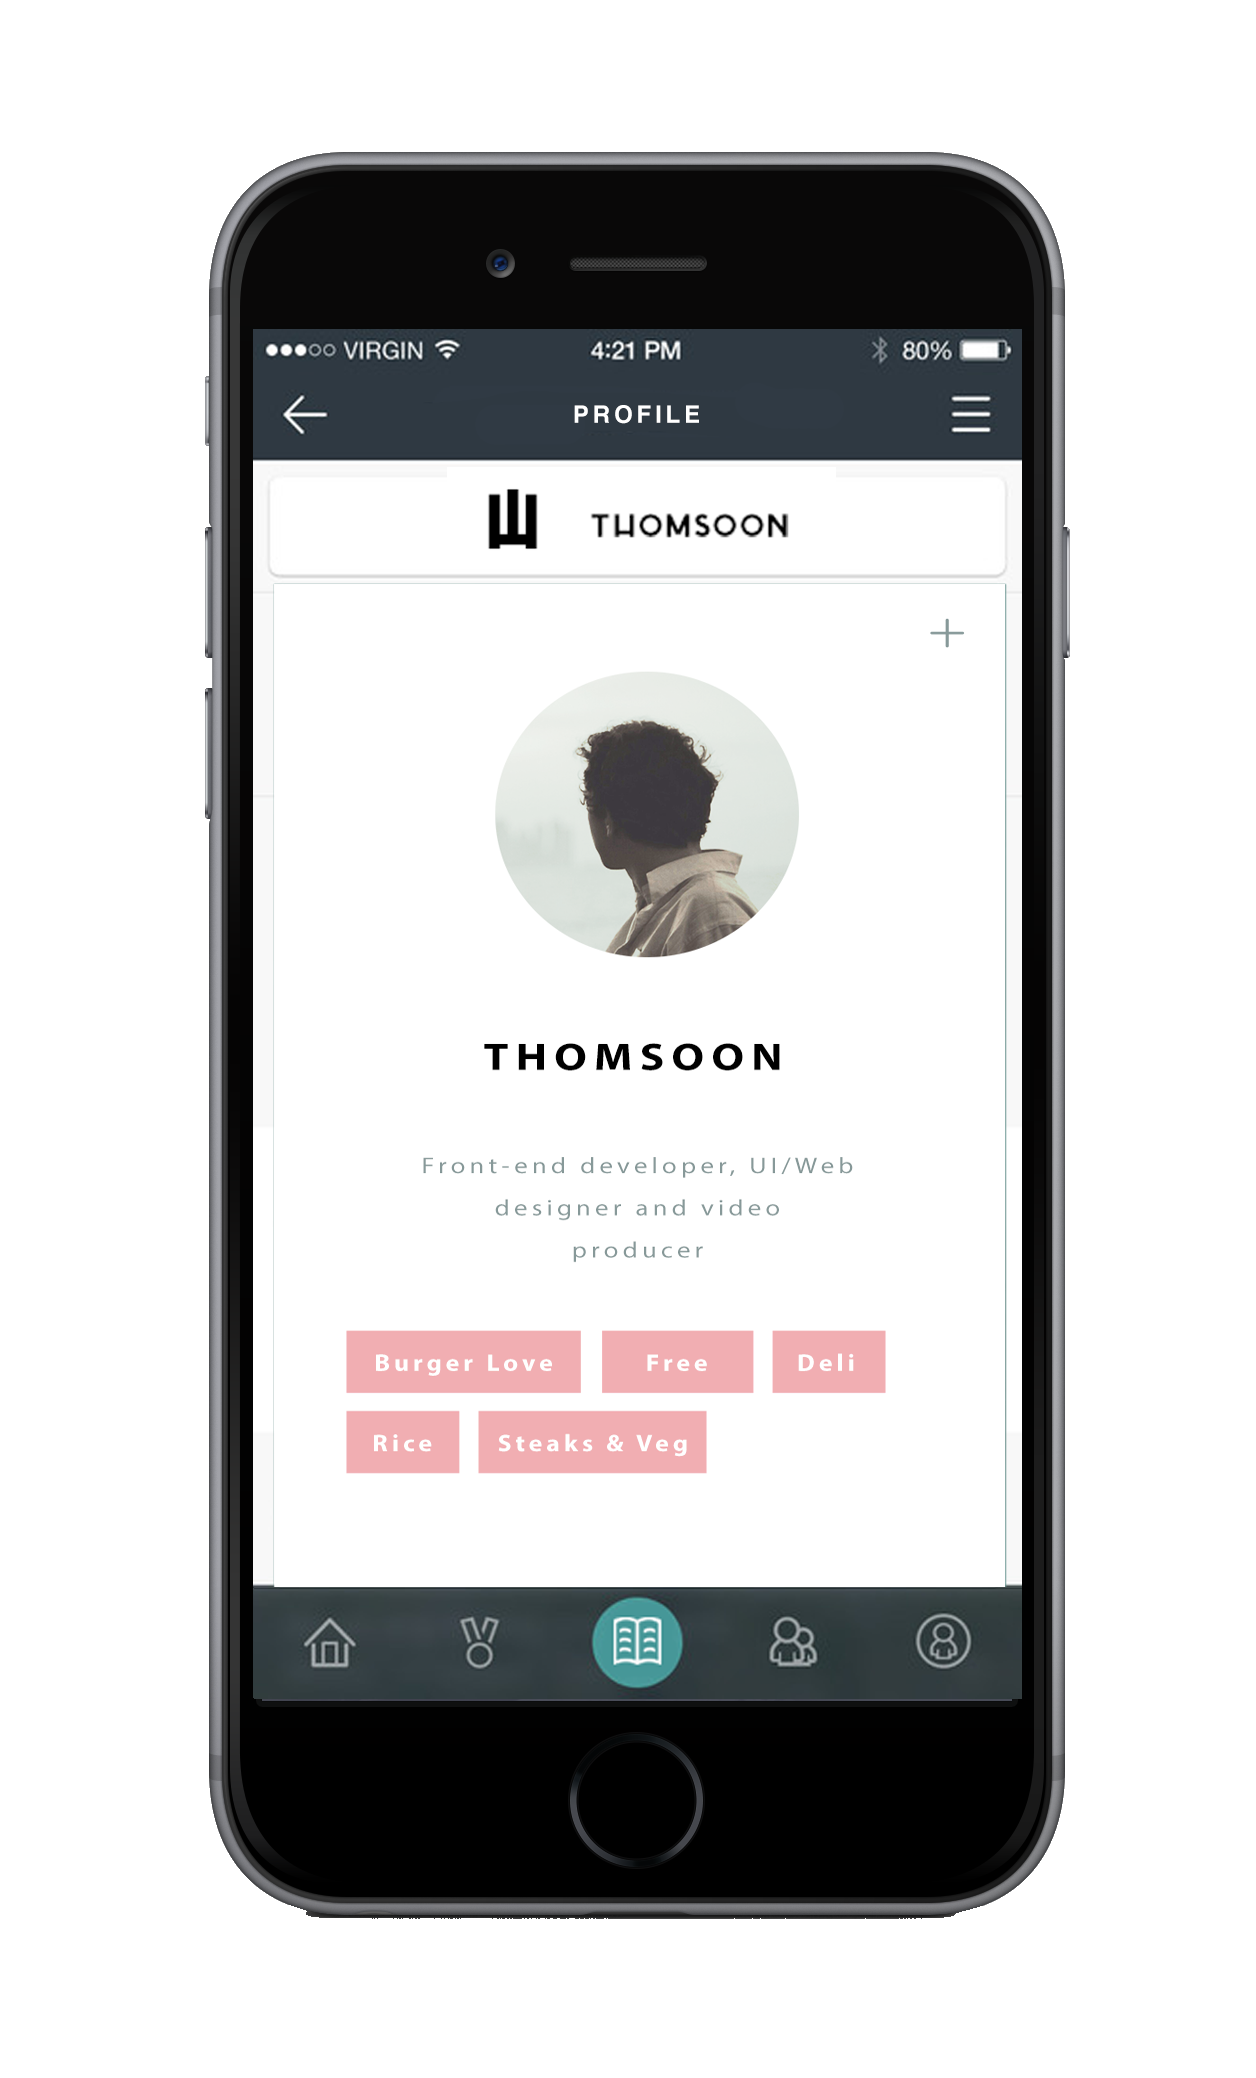 VIRGIN 4:21 PM 80%
PROFILE
THOMSOON
THOMSOON
Front-end developer, UI/Web
designer and video
producer
Burger Love Free Deli
Rice Steaks & Veg